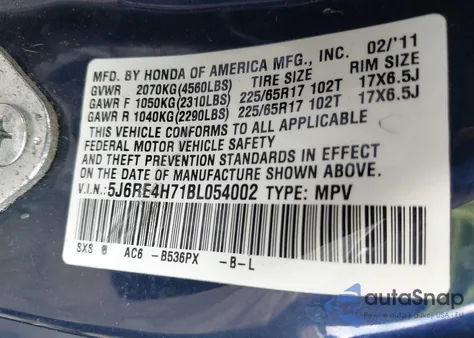 MFD. BY HONDA OF AMERICA MFG., INC. 02/'11
GVWR 2070KG(4560LBS) TIRE SIZE RIM SIZE
GAWR F 1050KG(2310LBS) 225/65R17 102T 17X6.5J
GAWR R 1040KG(2290LBS) 225/65R17 102T 17X6.5J
THIS VEHICLE CONFORMS TO ALL APPLICABLE
FEDERAL MOTOR VEHICLE SAFETY
AND THEFT PREVENTION STANDARDS IN EFFECT
ON THE DATE OF MANUFACTURE SHOWN ABOVE.
V.I.N.: 5J6RE4H71BL054002 TYPE: MPV
SXS AC6 -B536PX -B-L
autoSnap